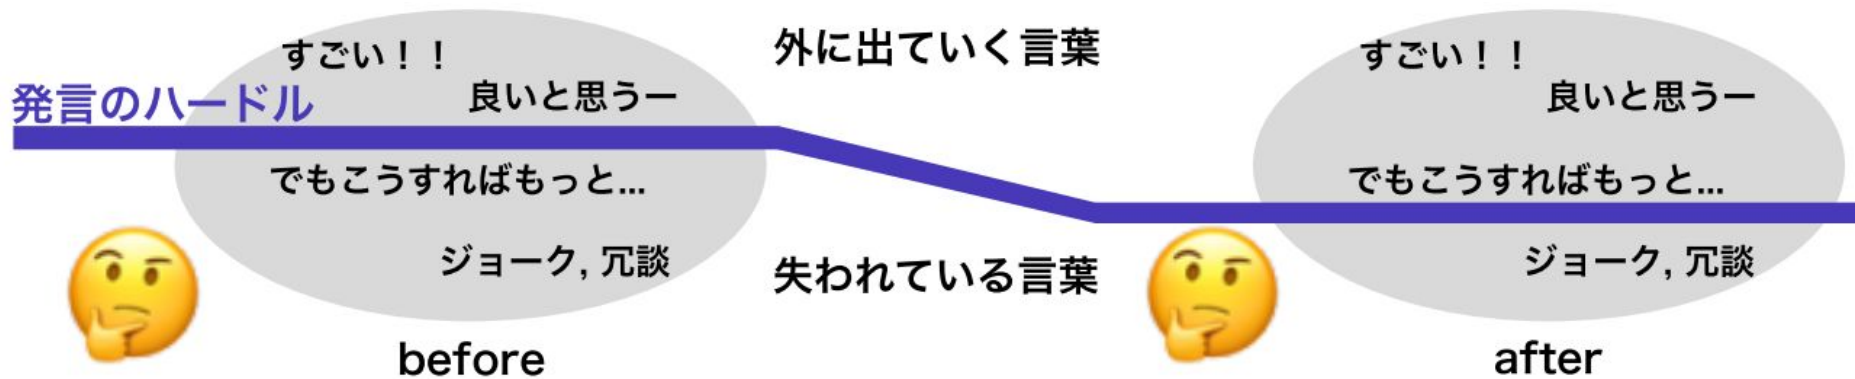 すごい！！
良いと思うー
発言のハードル
でもこうすればもっと...
ジョーク, 冗談
before
外に出ていく言葉
失われている言葉
すごい！！
良いと思うー
でもこうすればもっと...
ジョーク, 冗談
after